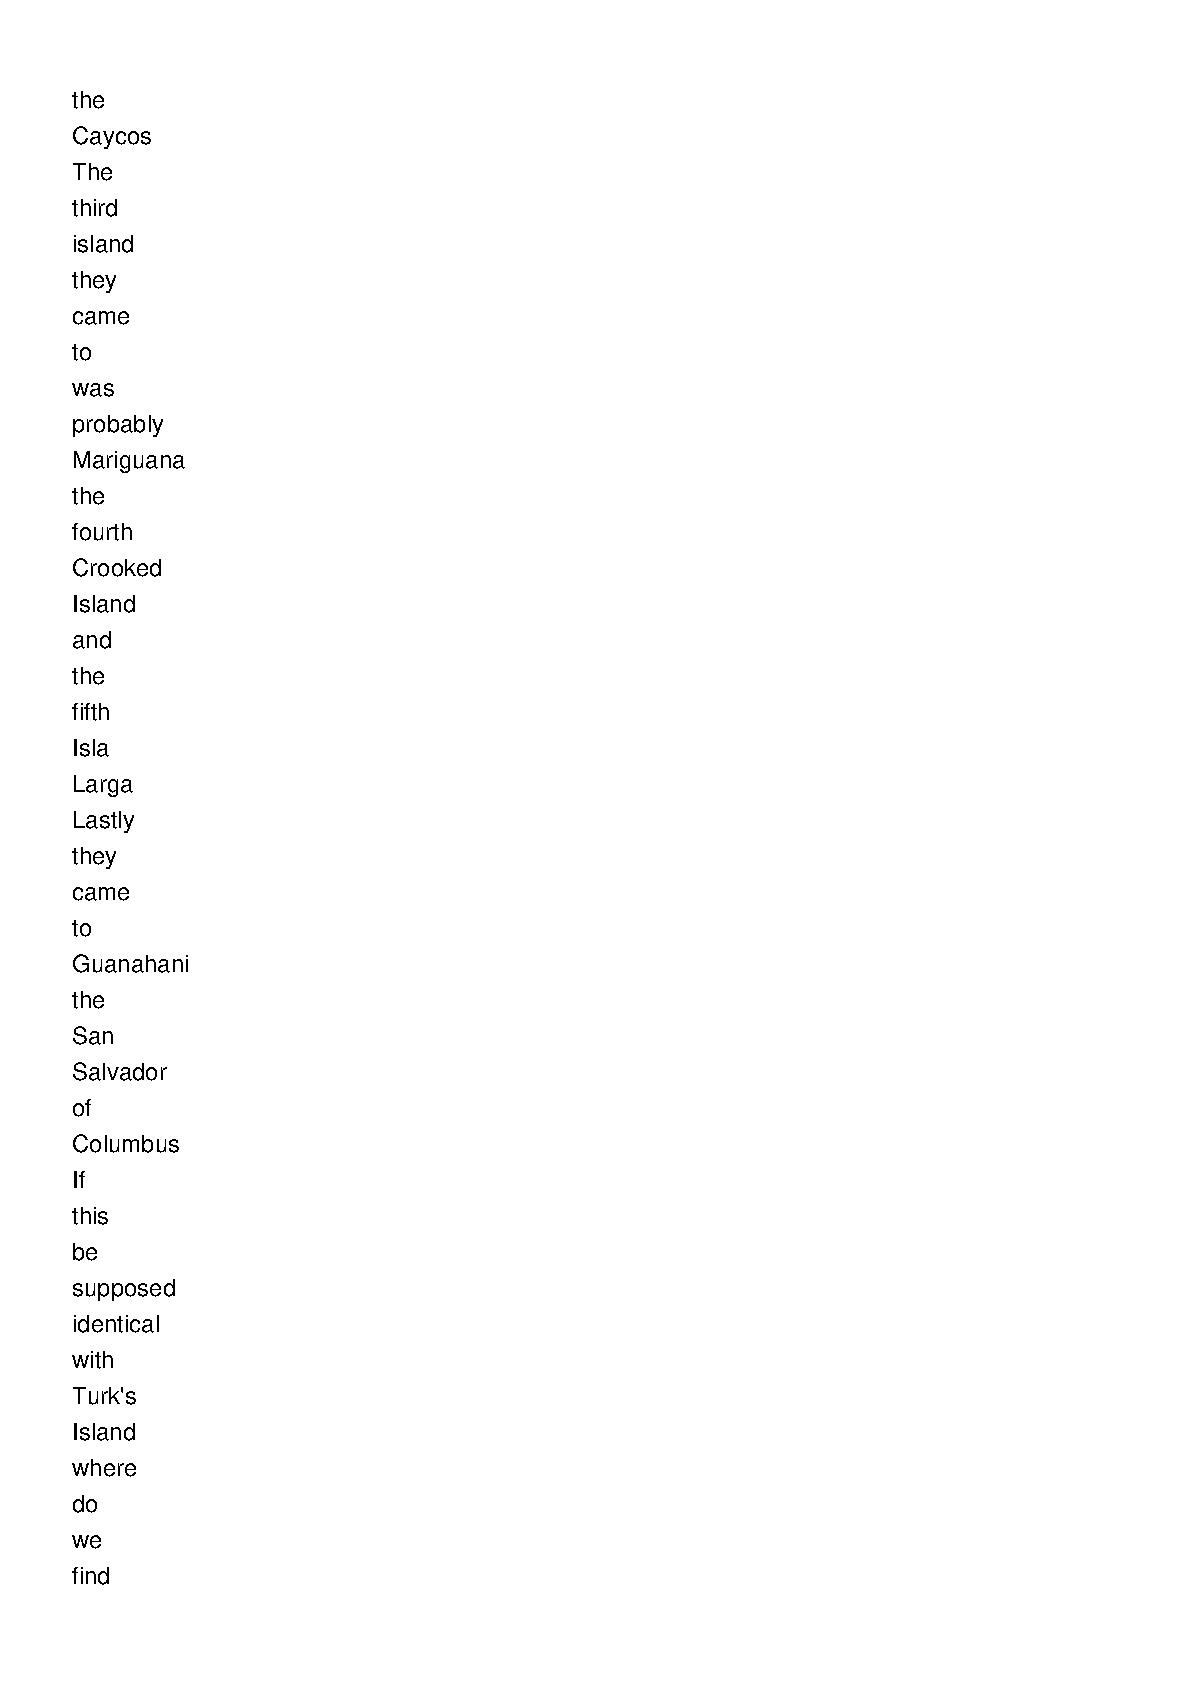 the
Caycos
The
third
island
they
came
to
was
probably
Mariguana
the
fourth
Crooked
Island
and
the
fifth
Isla
Larga
Lastly
they
came
to
Guanahani
the
San
Salvador
of
Columbus
If
this
be
supposed
identical
with
Turk's
Island
where
do
we
find